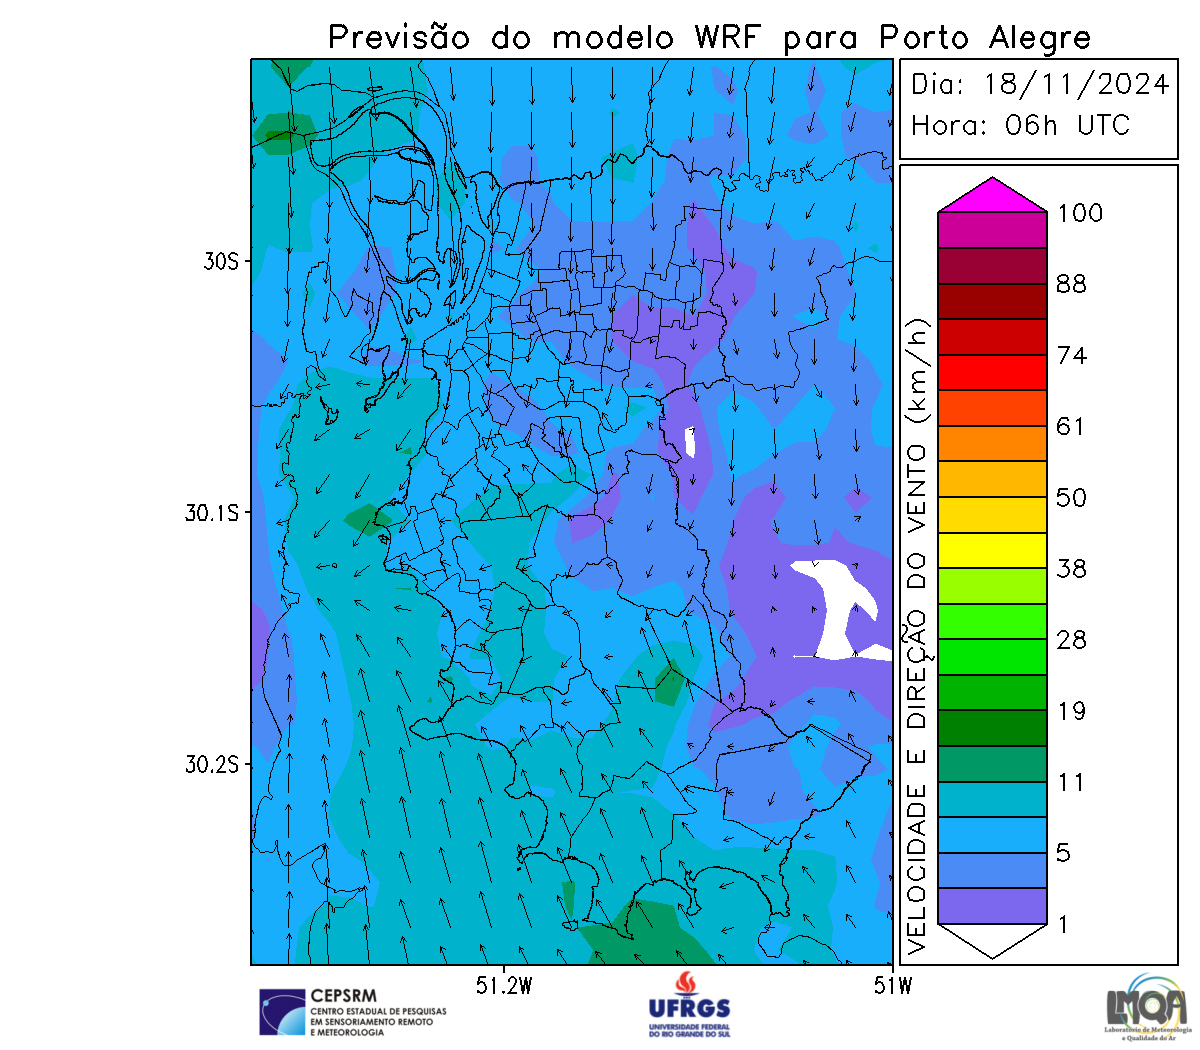 Previsão do modelo WRF para Porto Alegre
Dia: 18/11/2024
Hora: 06h UTC
30S
30.1S
30.2S
51.2W
51W
VELOCIDADE E DIREÇÃO DO VENTO (km/h)
100
88
74
61
50
38
28
19
11
5
1
CEPSRM
CENTRO ESTADUAL DE PESQUISAS
EM SENSORIAMENTO REMOTO
E METEOROLOGIA
UFRGS
UNIVERSIDADE FEDERAL
DO RIO GRANDE DO SUL
LMQA
Laboratório de Meteorologia
e Qualidade do Ar